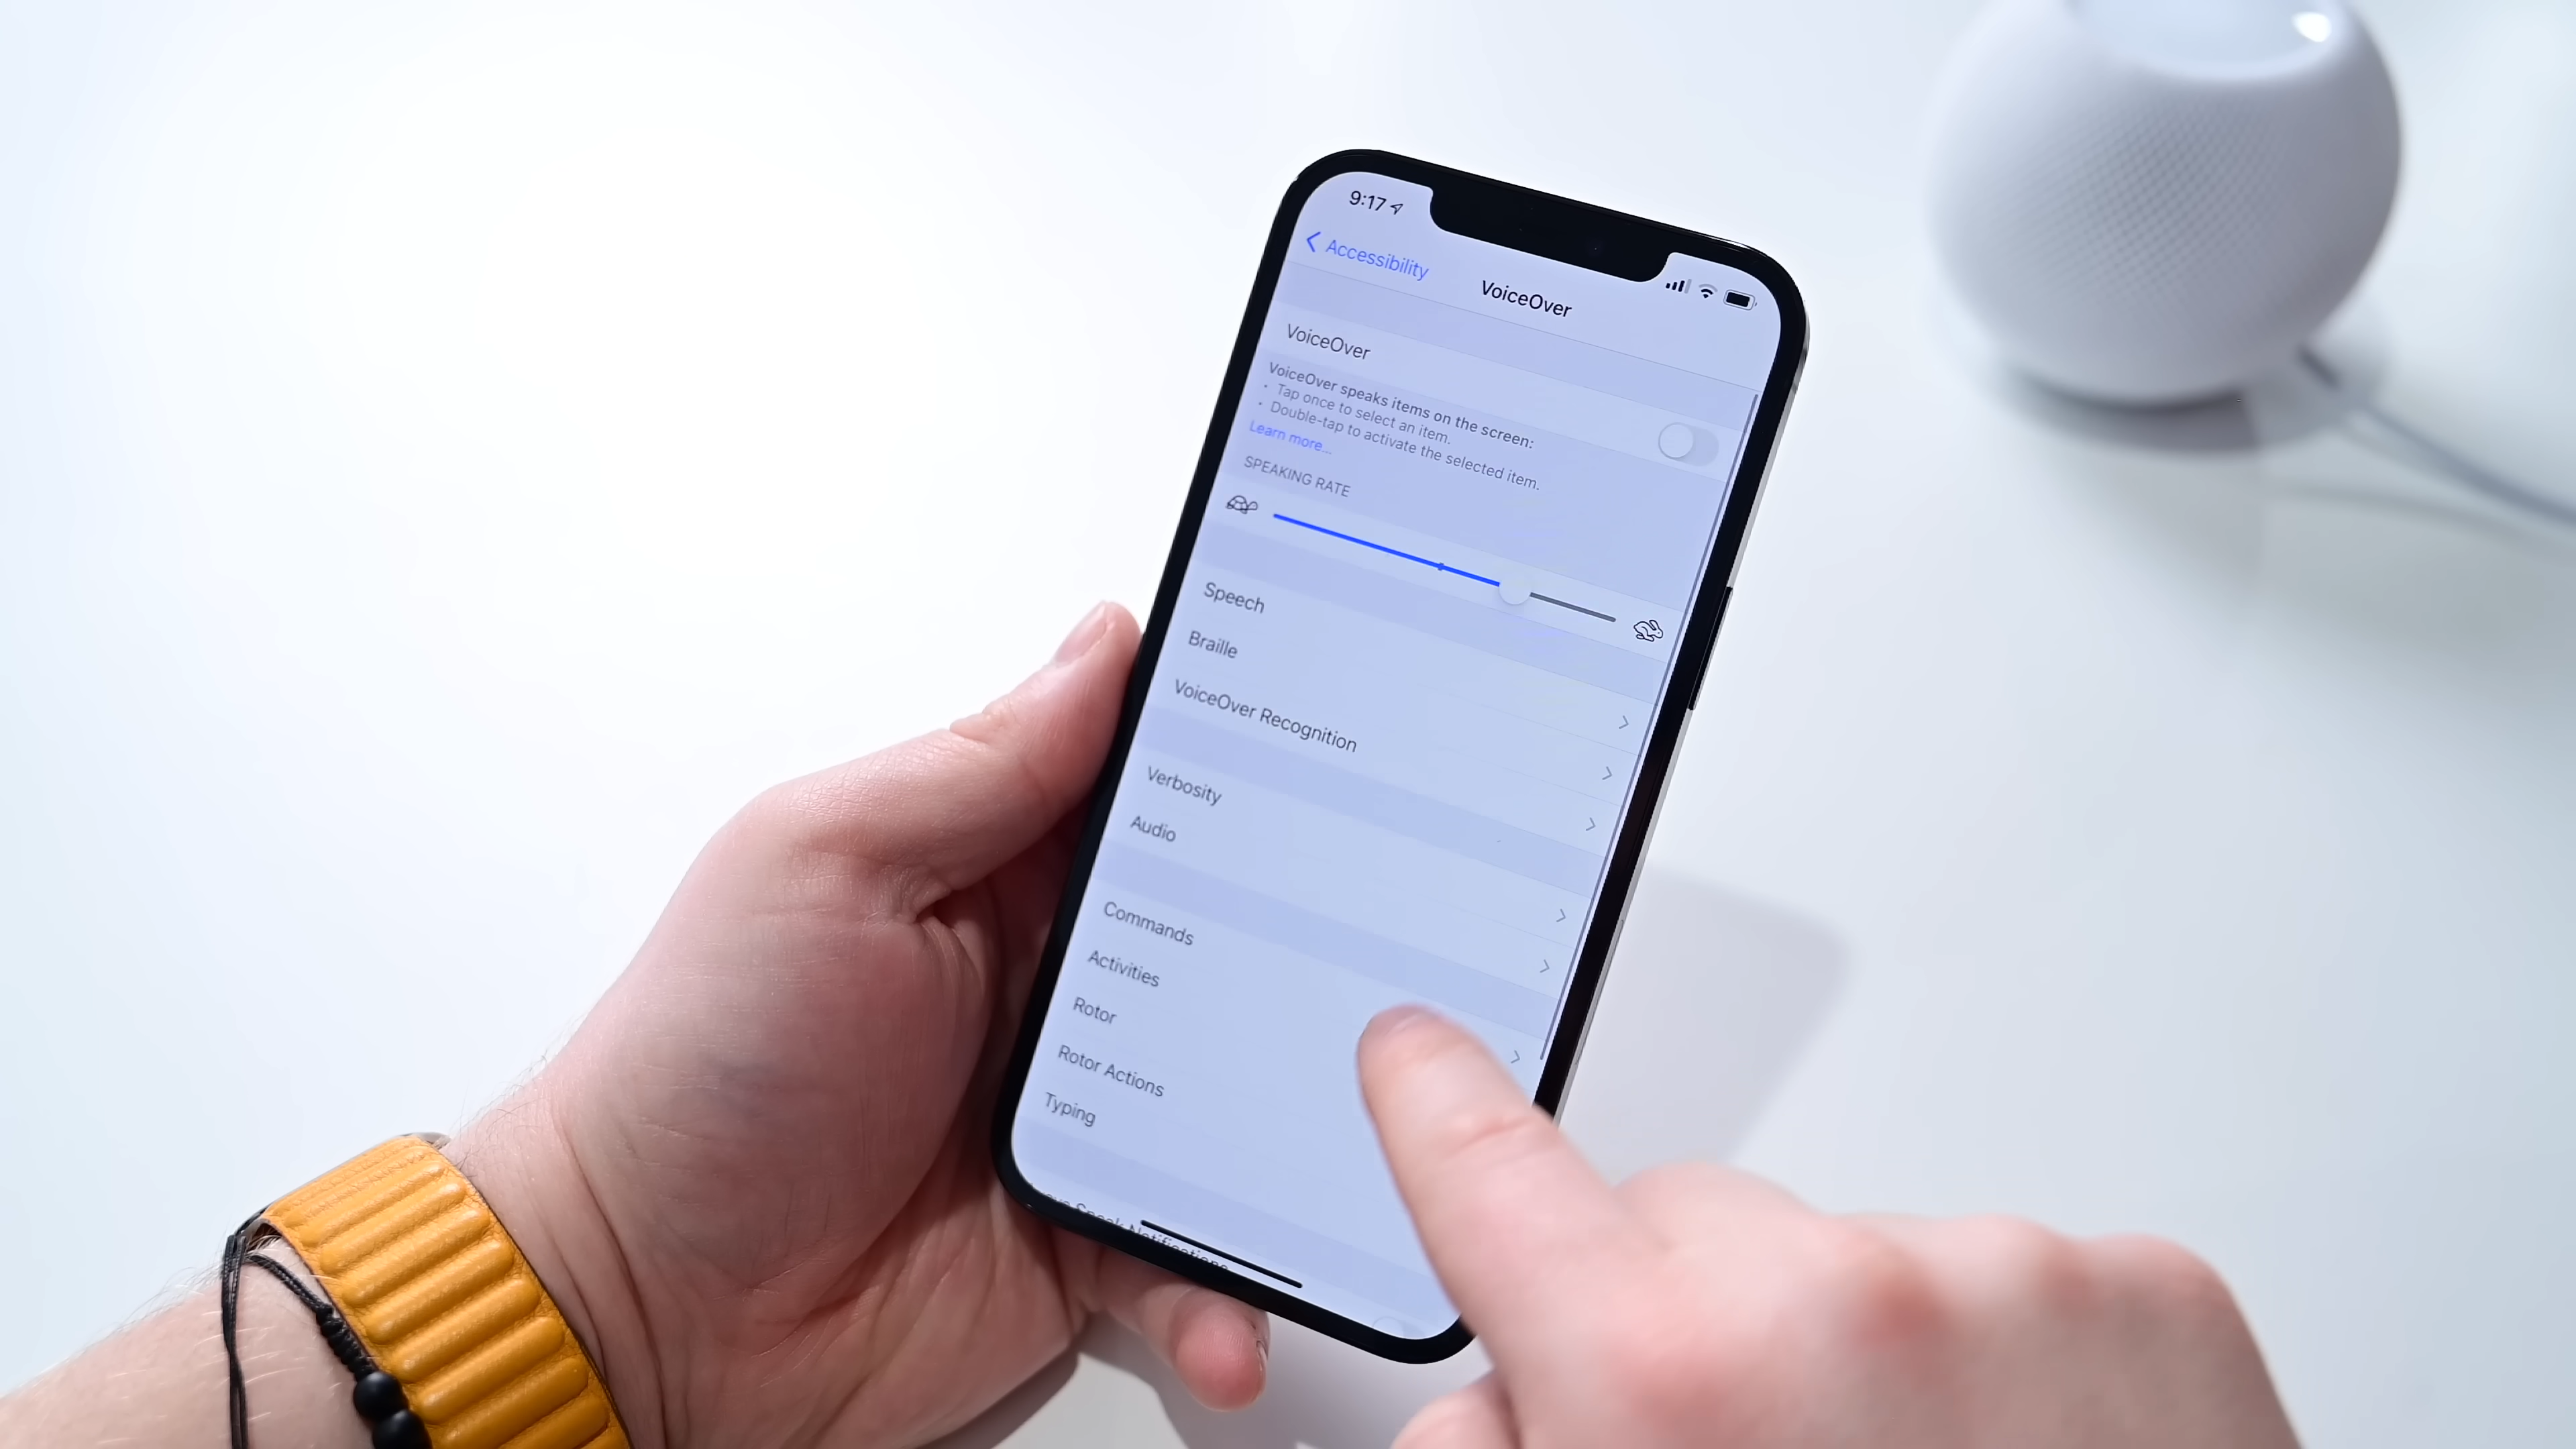 9:17
Accessibility
VoiceOver
VoiceOver
VoiceOver speaks items on the screen:
• Tap once to select an item.
• Double-tap to activate the selected item.
Learn more...
SPEAKING RATE
Speech
Braille
VoiceOver Recognition
Verbosity
Audio
Commands
Activities
Rotor
Rotor Actions
Typing
Speak Notifications